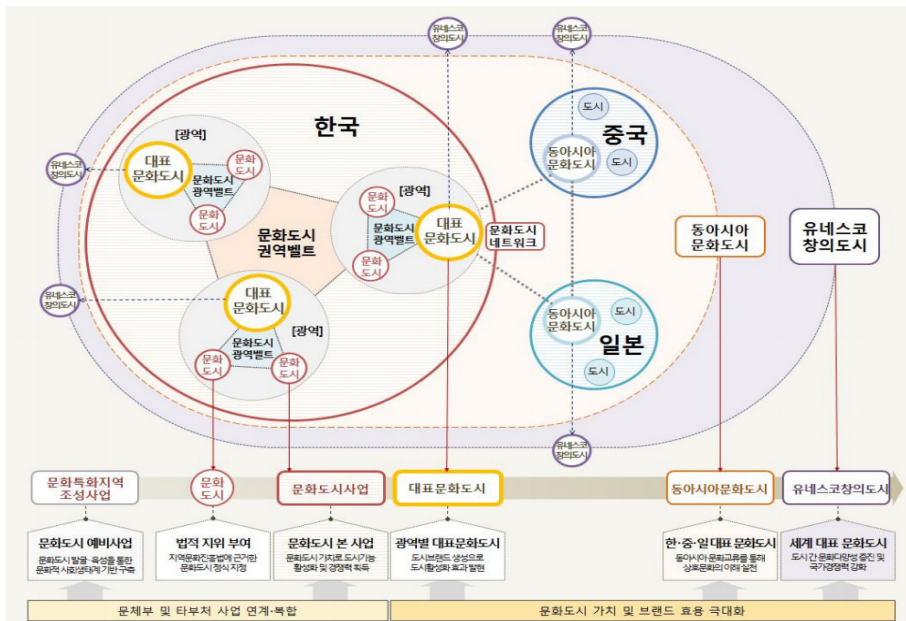 유네스코
창의도시
유네스코
창의도시
한국
중국
도시
도시
동아시아
문화도시
[광역]
대표
문화도시
문화
도시
문화도시
광역벨트
문화
도시
유네스코
창의도시
[광역]
문화
도시
문화도시
광역벨트
대표
문화도시
문화
도시
문화도시
권역벨트
문화도시
네트워크
동아시아
문화도시
유네스코
창의도시
유네스코
창의도시
대표
문화도시
[광역]
문화도시
광역벨트
문화
도시
문화
도시
동아시아
문화도시
도시
일본
도시
유네스코
창의도시
문화특화지역
조성사업
문화
도시
문화도시사업
대표문화도시
동아시아문화도시
유네스코창의도시
문화도시 예비사업
문화도시 발굴·육성을 통한
문화적 사회생태계 기반 구축
법적 지위 부여
지역문화진흥법에 근거한
문화도시 정식 지정
문화도시 본 사업
문화도시 가치로 도시기능
활성화 및 경쟁력 획득
광역별 대표문화도시
도시브랜드 생성으로
도시활성화 효과 발현
한·중·일 대표 문화도시
동아시아 문화교류를 통해
상호문화의 이해 실천
세계 대표 문화도시
도시 간 문화다양성 증진 및
국가경쟁력 강화
문체부 및 타부처 사업 연계·복합
문화도시 가치 및 브랜드 효용 극대화